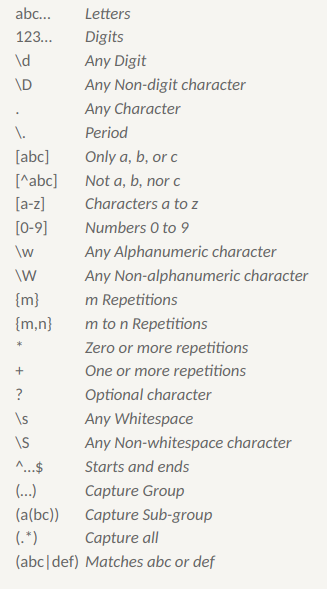 abc… Letters
123… Digits
\d Any Digit
\D Any Non-digit character
. Any Character
\. Period
[abc] Only a, b, or c
[^abc] Not a, b, nor c
[a-z] Characters a to z
[0-9] Numbers 0 to 9
\w Any Alphanumeric character
\W Any Non-alphanumeric character
{m} m Repetitions
{m,n} m to n Repetitions
* Zero or more repetitions
+ One or more repetitions
? Optional character
\s Any Whitespace
\S Any Non-whitespace character
^…$ Starts and ends
(…) Capture Group
(a(bc)) Capture Sub-group
(.*) Capture all
(abc|def) Matches abc or def